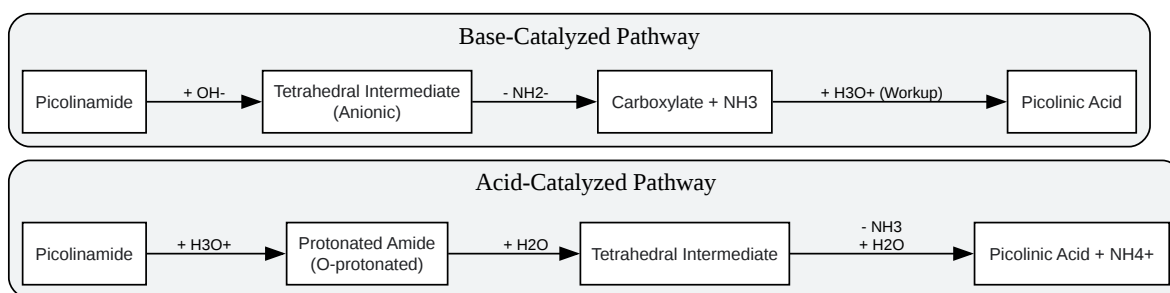 Base-Catalyzed Pathway
Picolinamide
+ OH-
Tetrahedral Intermediate
(Anionic)
- NH2-
Carboxylate + NH3
+ H3O+ (Workup)
Picolinic Acid
Acid-Catalyzed Pathway
Picolinamide
+ H3O+
Protonated Amide
(O-protonated)
+ H2O
Tetrahedral Intermediate
- NH3
+ H2O
Picolinic Acid + NH4+